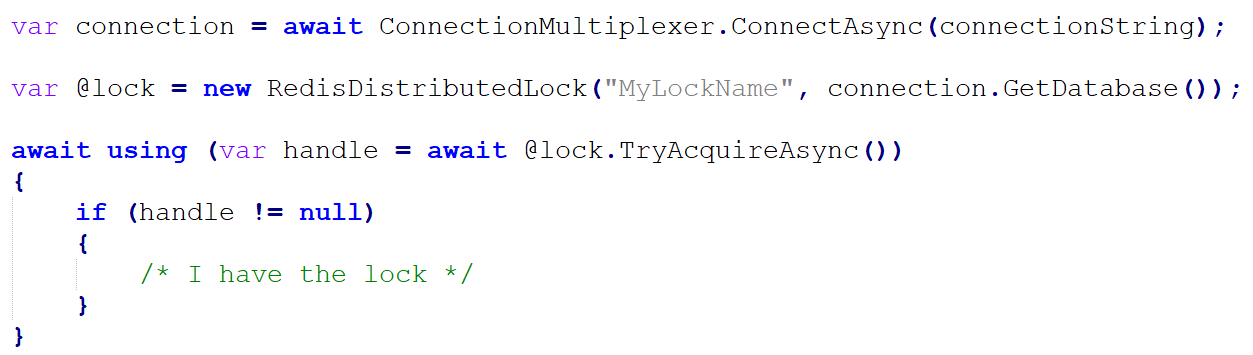 var connection = await ConnectionMultiplexer.ConnectAsync(connectionString);
var @lock = new RedisDistributedLock("MyLockName", connection.GetDatabase());
await using (var handle = await @lock.TryAcquireAsync())
{
    if (handle != null)
    {
        /* I have the lock */
    }
}